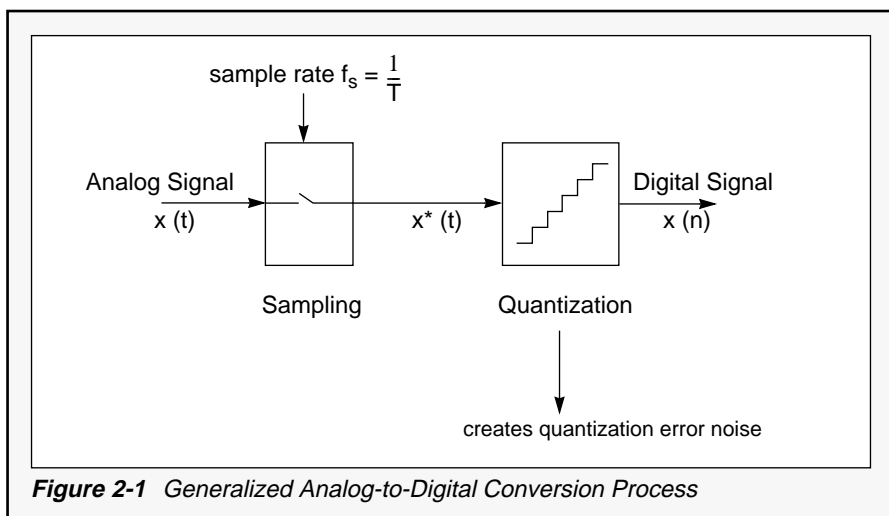 sample rate fs = 1/T
Analog Signal
x (t)
x* (t)
Digital Signal
x (n)
Sampling
Quantization
creates quantization error noise
Figure 2-1 Generalized Analog-to-Digital Conversion Process